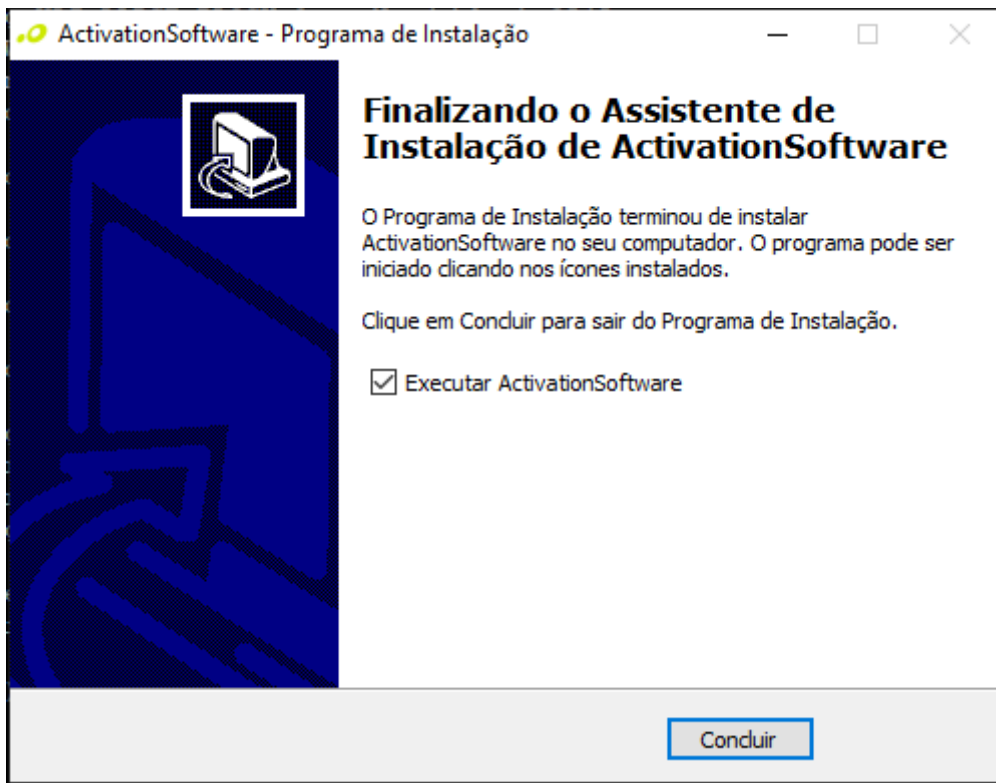 ActivationSoftware - Programa de Instalação
Finalizando o Assistente de
Instalação de ActivationSoftware
O Programa de Instalação terminou de instalar
ActivationSoftware no seu computador. O programa pode ser
iniciado clicando nos ícones instalados.
Clique em Concluir para sair do Programa de Instalação.
Executar ActivationSoftware
Concluir